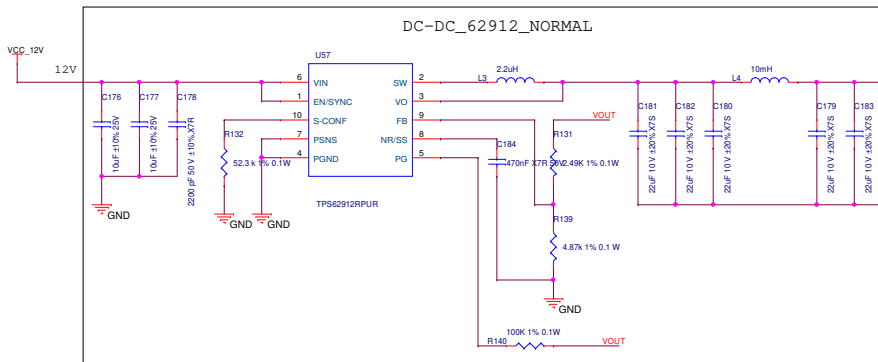 DC-DC_62912_NORMAL
VCC_12V
12V
U57
2.2uH
10mH
6
VIN
SW
2
L3
L4
C176
C177
C178
1
EN/SYNC
VO
3
C181
C182
C180
C179
C183
10
S-CONF
FB
9
VOUT
7
PSNS
NR/SS
8
R132
C184
R131
4
PGND
PG
5
10uF ±10% 25V
10uF ±10% 25V
2200 pF 50 V ±10% X7R
52.3 k 1% 0.1W
470nF X7R 50V
2.49K 1% 0.1W
22uF 10 V ±20% X7S
22uF 10 V ±20% X7S
22uF 10 V ±20% X7S
22uF 10 V ±20% X7S
22uF 10 V ±20% X7S
TPS62912RPUR
GND
GND
GND
R139
4.87k 1% 0.1 W
GND
100K 1% 0.1W
R140
VOUT